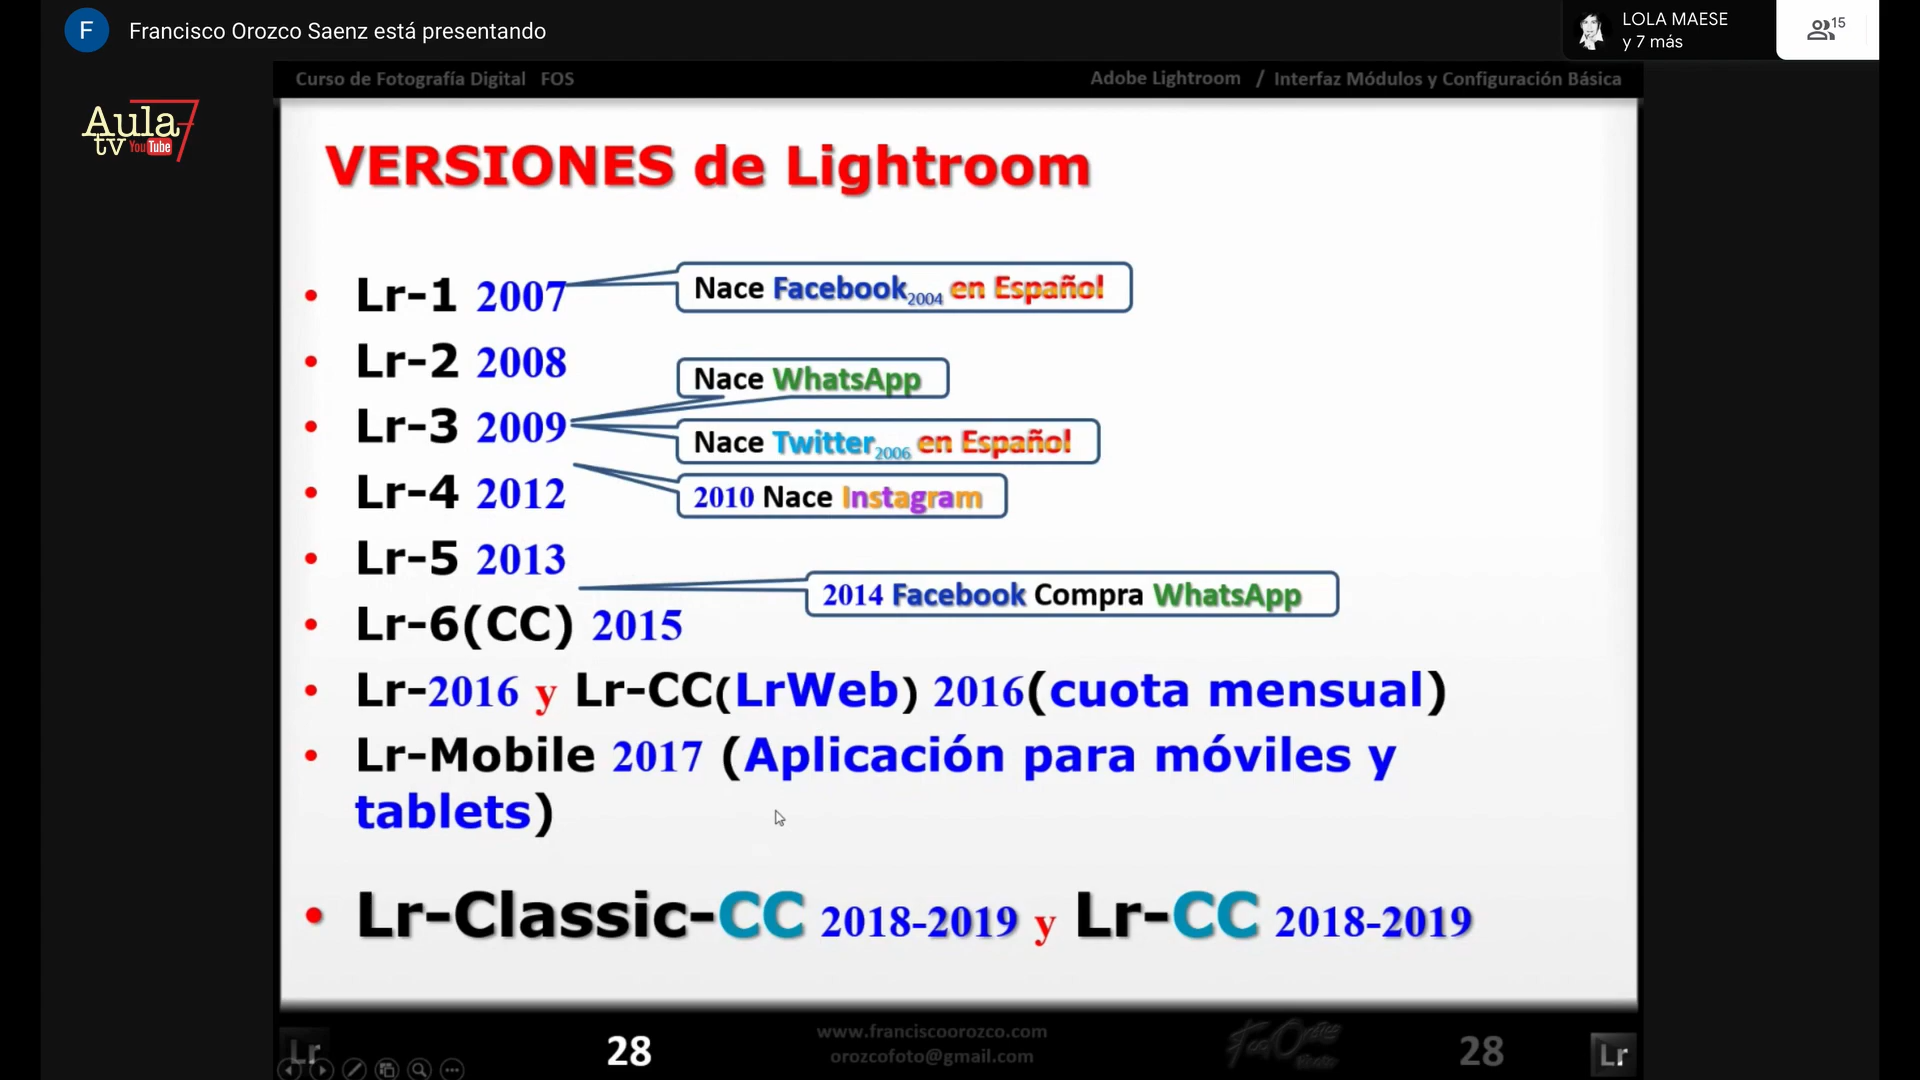 F Francisco Orozco Saenz está presentando
LOLA MAESE
y 7 más
15
Curso de Fotografía Digital FOS
Adobe Lightroom / Interfaz Módulos y Configuración Básica
Aula 7
tv YouTube
VERSIONES de Lightroom
• Lr-1 2007
Nace Facebook2004 en Español
• Lr-2 2008
Nace WhatsApp
• Lr-3 2009
Nace Twitter2006 en Español
• Lr-4 2012
2010 Nace Instagram
• Lr-5 2013
2014 Facebook Compra WhatsApp
• Lr-6(CC) 2015
• Lr-2016 y Lr-CC(LrWeb) 2016(cuota mensual)
• Lr-Mobile 2017 (Aplicación para móviles y
tablets)
• Lr-Classic-CC 2018-2019 y Lr-CC 2018-2019
Lr
28
www.franciscoorozco.com
orozcofoto@gmail.com
28
Lr